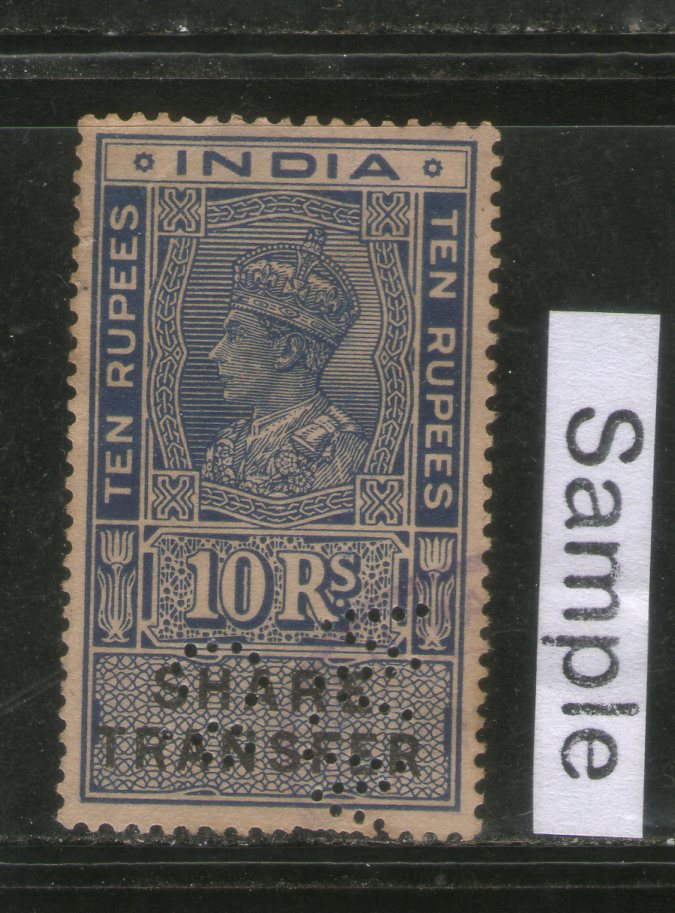 INDIA
TEN RUPEES
TEN RUPEES
10 Rs
SHARE
TRANSFER
Sample